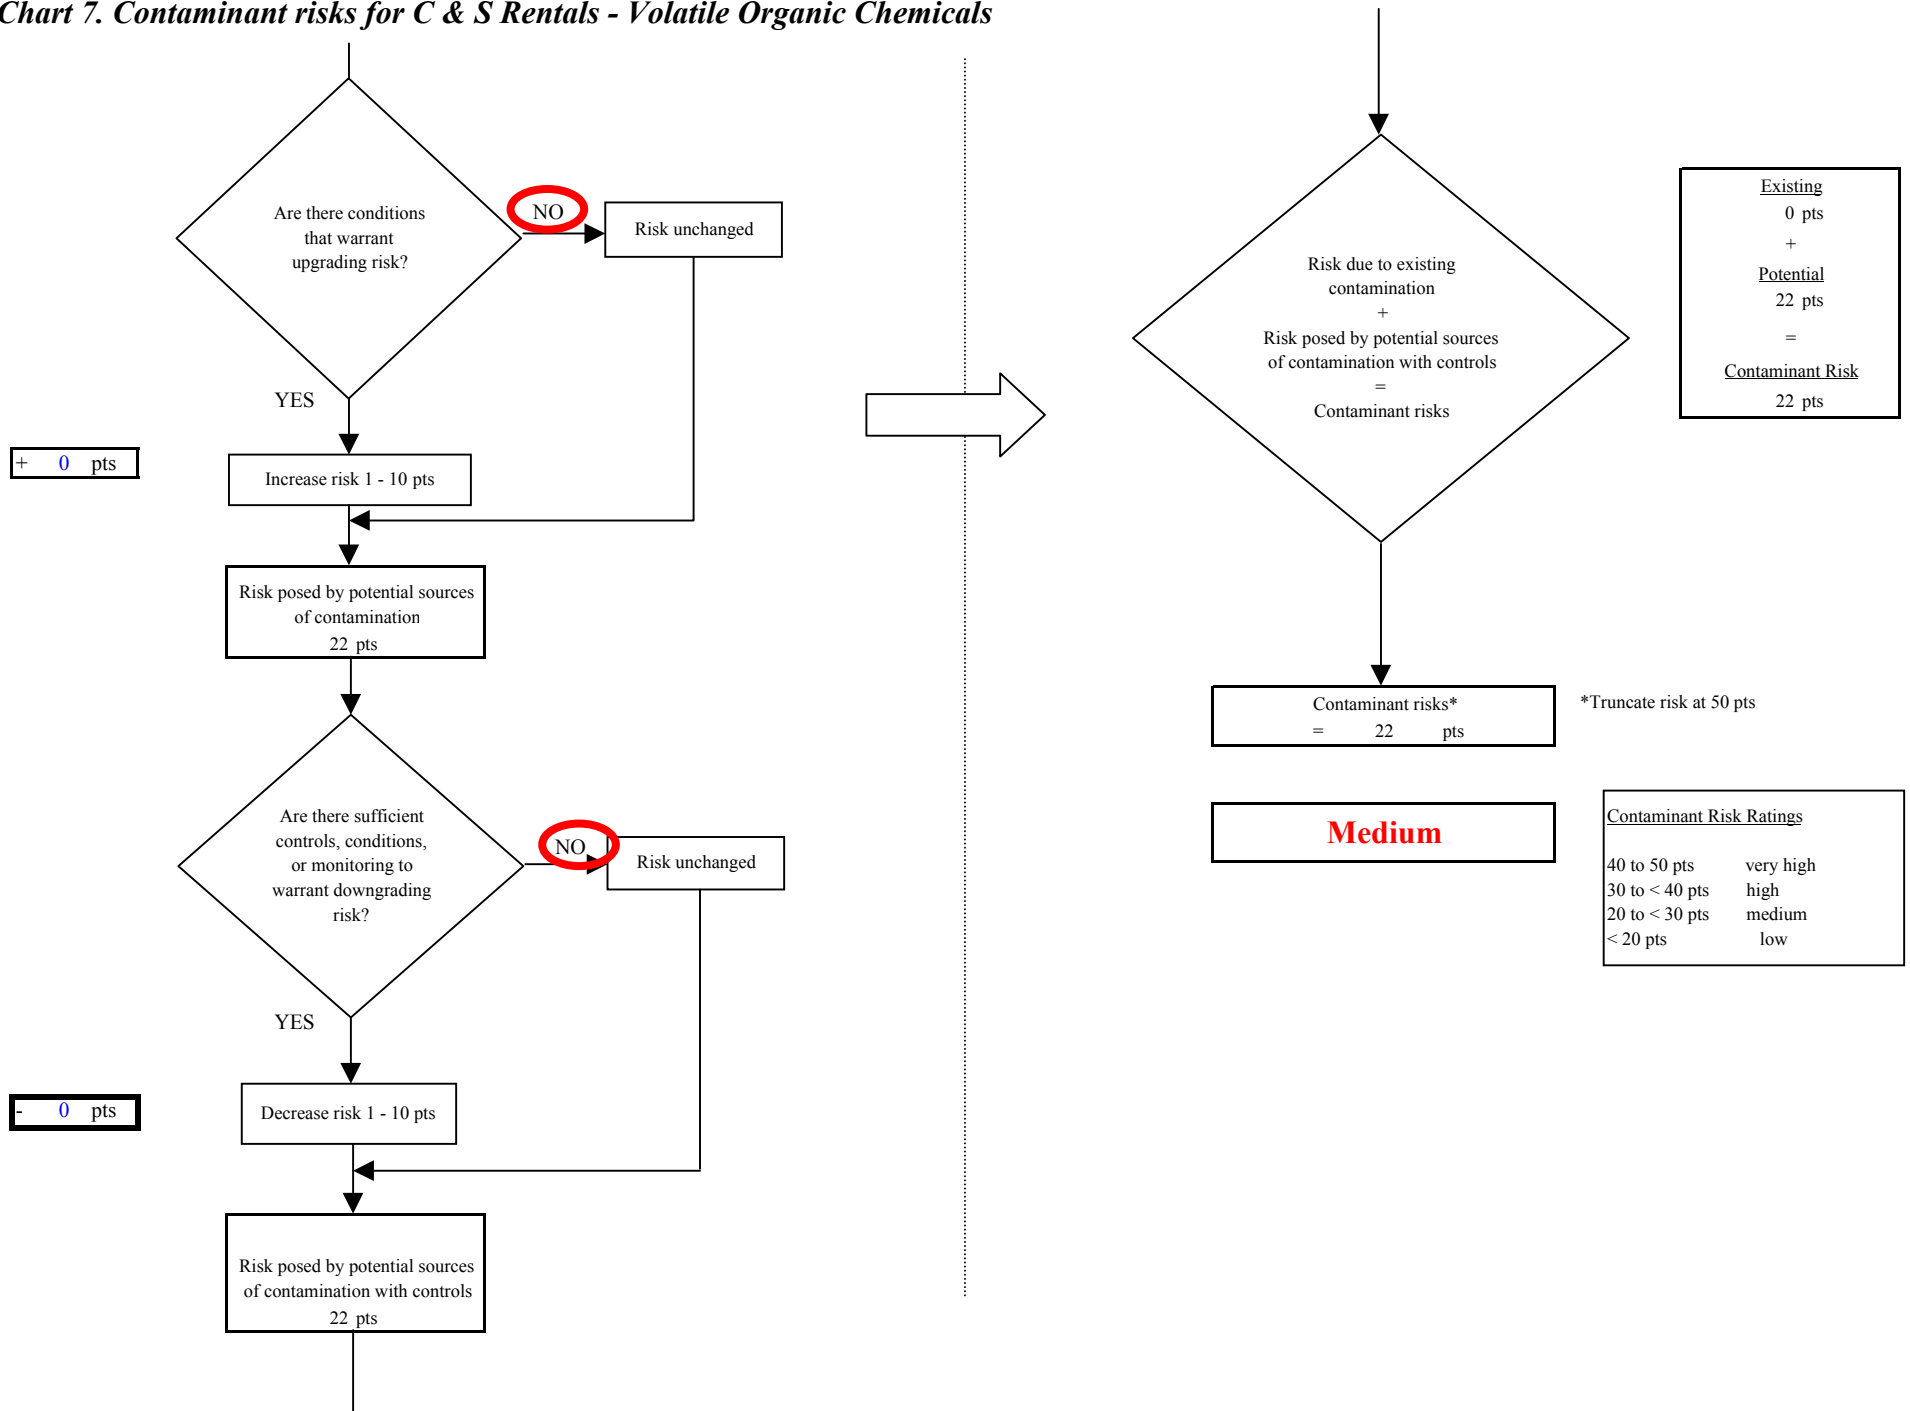 Chart 7. Contaminant risks for C & S Rentals - Volatile Organic Chemicals
Are there conditions
that warrant
upgrading risk?
NO
Risk unchanged
YES
+ 0 pts
Increase risk 1 - 10 pts
Risk posed by potential sources
of contamination
22 pts
Are there sufficient
controls, conditions,
or monitoring to
warrant downgrading
risk?
NO
Risk unchanged
YES
- 0 pts
Decrease risk 1 - 10 pts
Risk posed by potential sources
of contamination with controls
22 pts
Risk due to existing
contamination
+
Risk posed by potential sources
of contamination with controls
=
Contaminant risks
Existing
0 pts
+
Potential
22 pts
=
Contaminant Risk
22 pts
Contaminant risks*
= 22 pts
*Truncate risk at 50 pts
Medium
Contaminant Risk Ratings
40 to 50 pts very high
30 to < 40 pts high
20 to < 30 pts medium
< 20 pts low